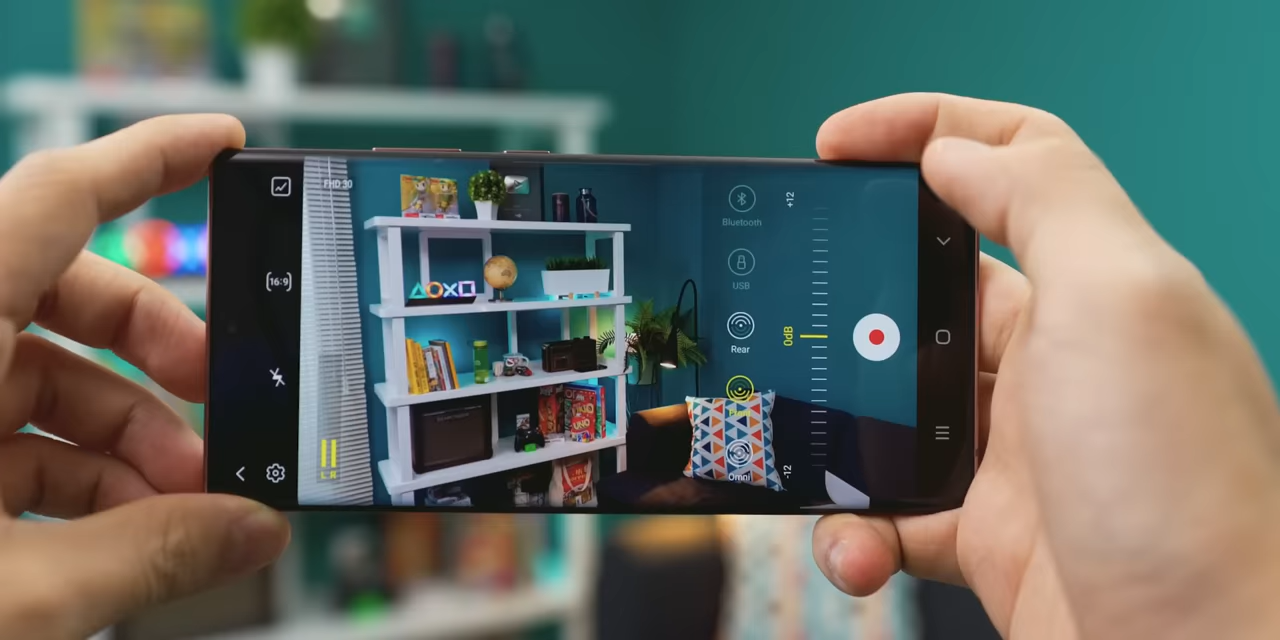 FHD 30
16:9
L R
Bluetooth
USB
Rear
Omni
+12
0dB
-12
UNO